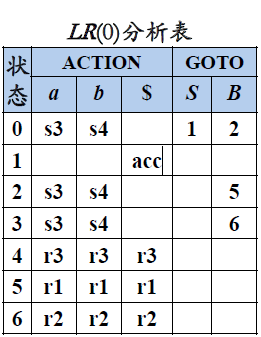 LR(0)分析表
状态 ACTION GOTO
a b $ S B
0 s3 s4 1 2
1 acc
2 s3 s4 5
3 s3 s4 6
4 r3 r3 r3
5 r1 r1 r1
6 r2 r2 r2